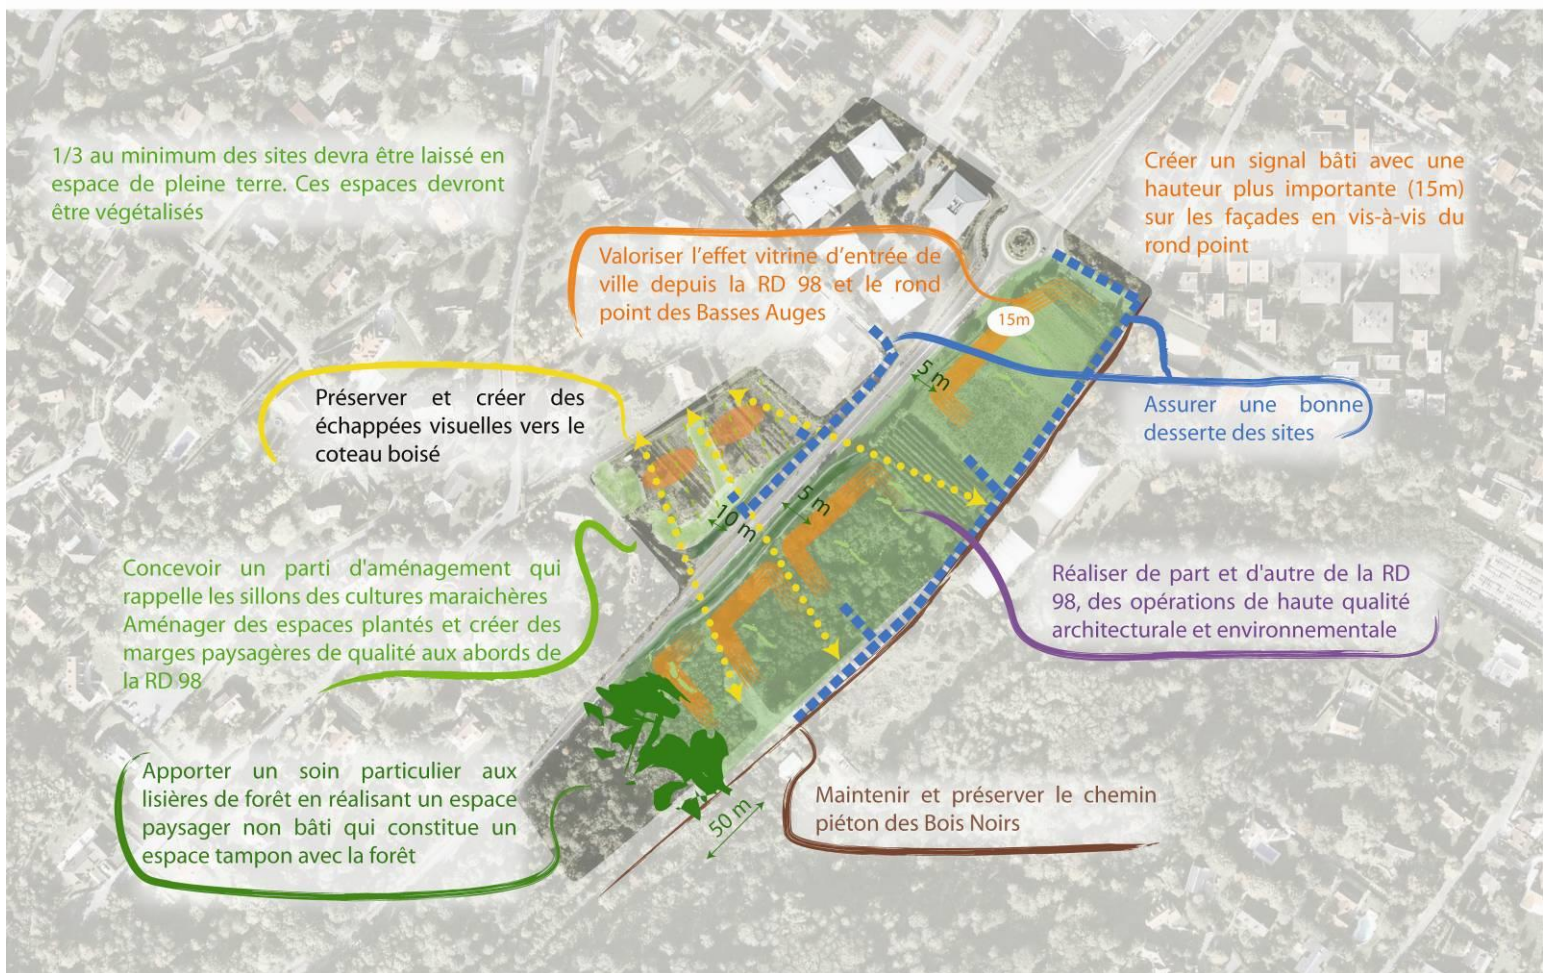 1/3 au minimum des sites devra être laissé en
espace de pleine terre. Ces espaces devront
être végétalisés
Créer un signal bâti avec une
hauteur plus importante (15m)
sur les façades en vis-à-vis du
rond point
Valoriser l'effet vitrine d'entrée de
ville depuis la RD 98 et le rond
point des Basses Auges
15m
5 m
Préserver et créer des
échappées visuelles vers le
coteau boisé
Assurer une bonne
desserte des sites
5 m
10 m
Concevoir un parti d'aménagement qui
rappelle les sillons des cultures maraichères
Aménager des espaces plantés et créer des
marges paysagères de qualité aux abords de
la RD 98
Réaliser de part et d'autre de la RD
98, des opérations de haute qualité
architecturale et environnementale
Apporter un soin particulier aux
lisières de forêt en réalisant un espace
paysager non bâti qui constitue un
espace tampon avec la forêt
50 m
Maintenir et préserver le chemin
piéton des Bois Noirs